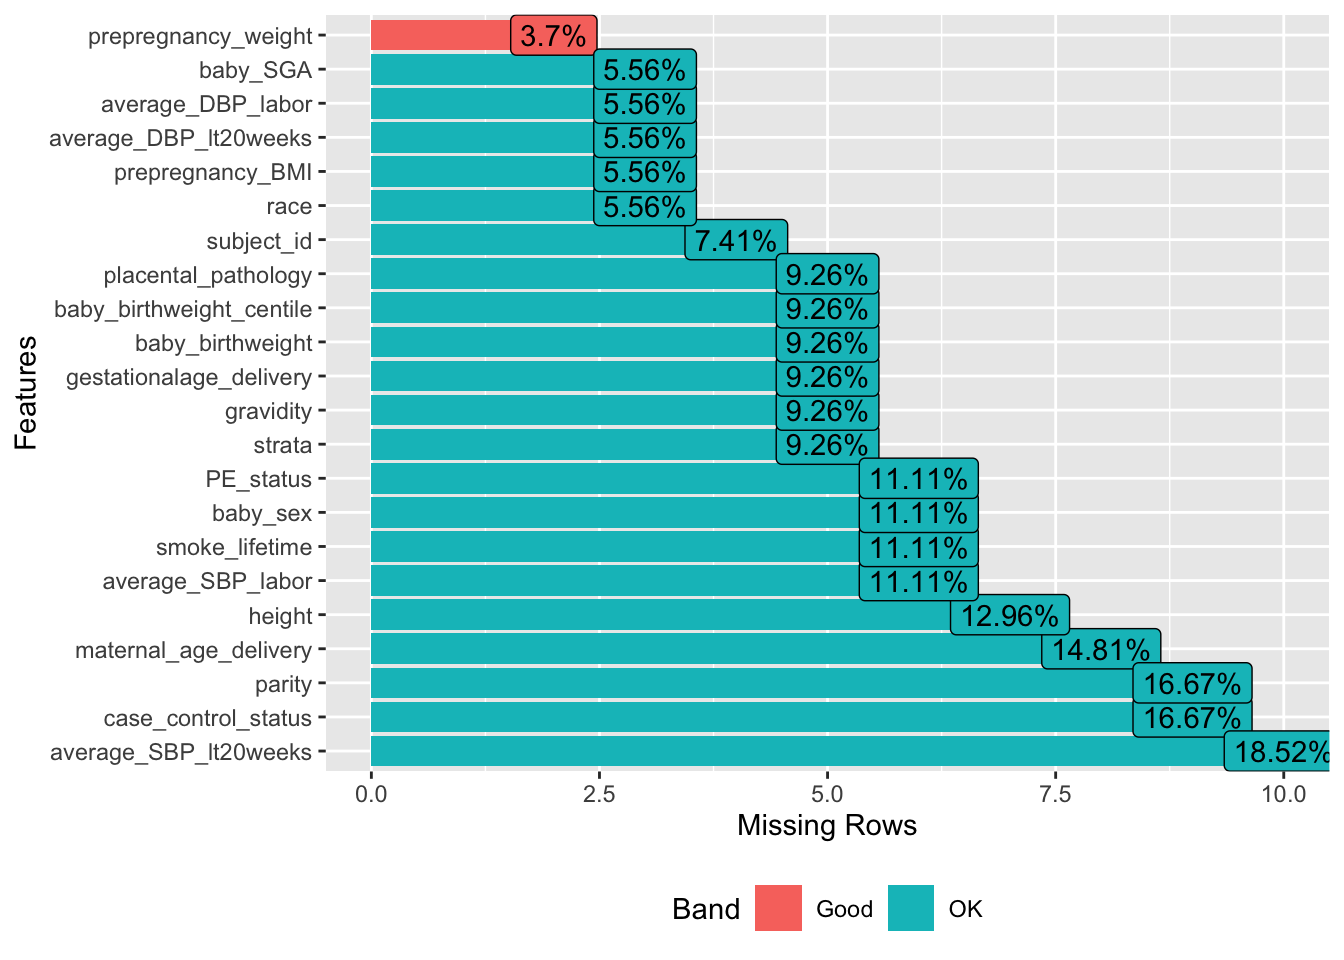 prepregnancy_weight 3.7%
baby_SGA 5.56%
average_DBP_labor 5.56%
average_DBP_lt20weeks 5.56%
prepregnancy_BMI 5.56%
race 5.56%
subject_id 7.41%
placental_pathology 9.26%
baby_birthweight_centile 9.26%
baby_birthweight 9.26%
gestationalage_delivery 9.26%
gravidity 9.26%
strata 9.26%
PE_status 11.11%
baby_sex 11.11%
smoke_lifetime 11.11%
average_SBP_labor 11.11%
height 12.96%
maternal_age_delivery 14.81%
parity 16.67%
case_control_status 16.67%
average_SBP_lt20weeks 18.52%
Features
0.0 2.5 5.0 7.5 10.0
Missing Rows
Band Good OK